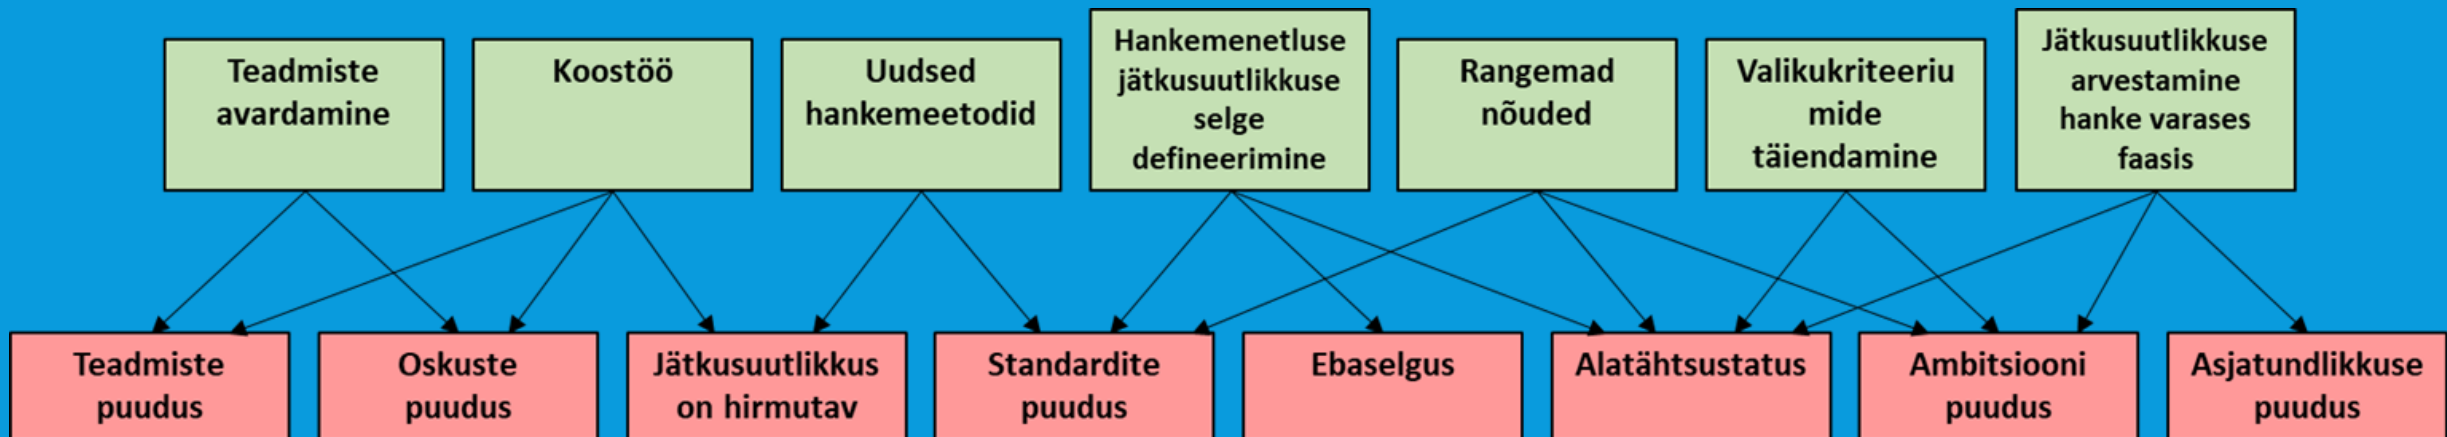 Teadmiste
avardamine
Koostöö
Uudsed
hankemeetodid
Hankemenetluse
jätkusuutlikkuse
selge
defineerimine
Rangemad
nõuded
Valikukriteeriu
mide
täiendamine
Jätkusuutlikkuse
arvestamine
hanke varases
faasis
Teadmiste
puudus
Oskuste
puudus
Jätkusuutlikkus
on hirmutav
Standardite
puudus
Ebaselgus
Alatähtsustatus
Ambitsiooni
puudus
Asjatundlikkuse
puudus